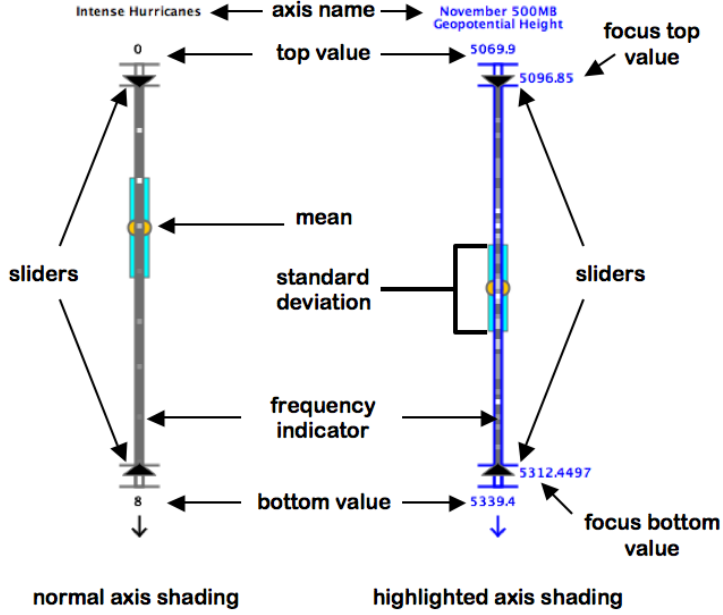 Intense Hurricanes
axis name
November 500MB
Geopotential Height
0
top value
5069.9
focus top
value
5096.85
mean
sliders
standard
deviation
sliders
frequency
indicator
5312.4497
8
bottom value
5339.4
focus bottom
value
normal axis shading
highlighted axis shading